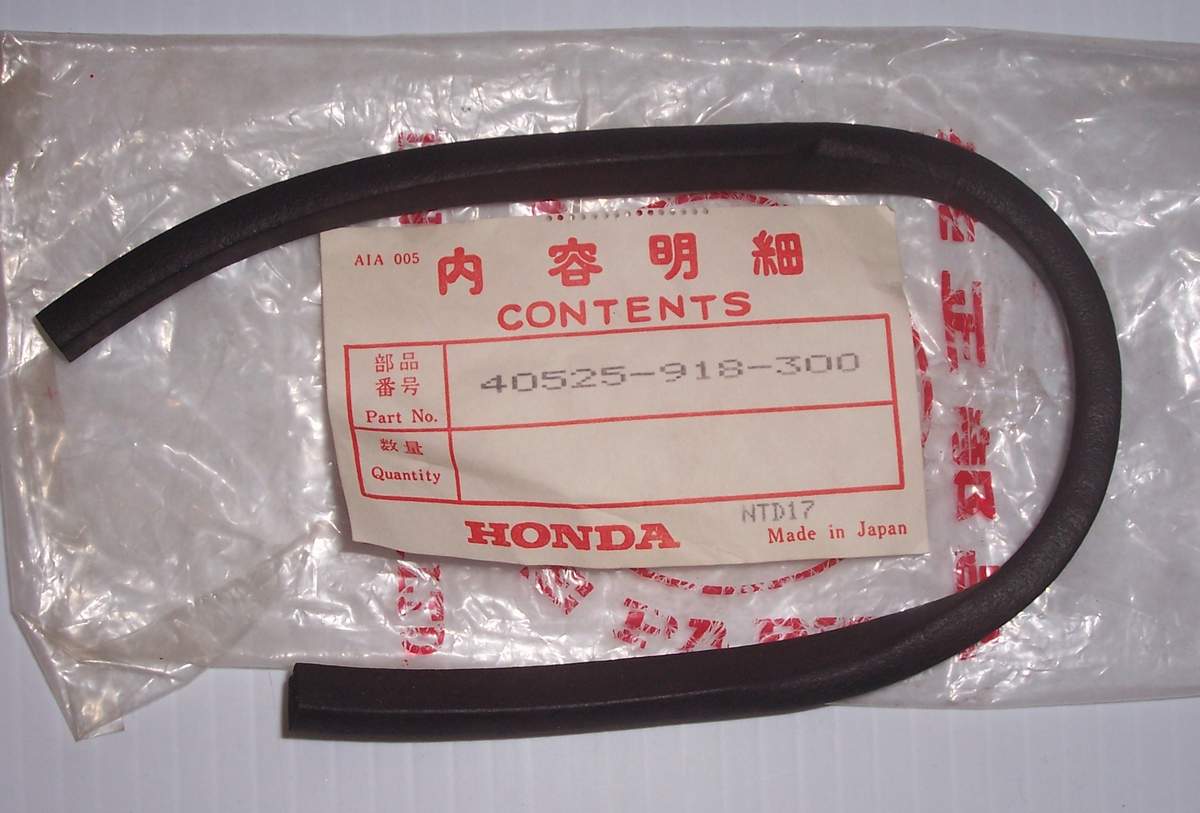 AIA 005
内容明細
CONTENTS
部品
番号
Part No.
40525-918-300
数量
Quantity
NTD17
HONDA
Made in Japan